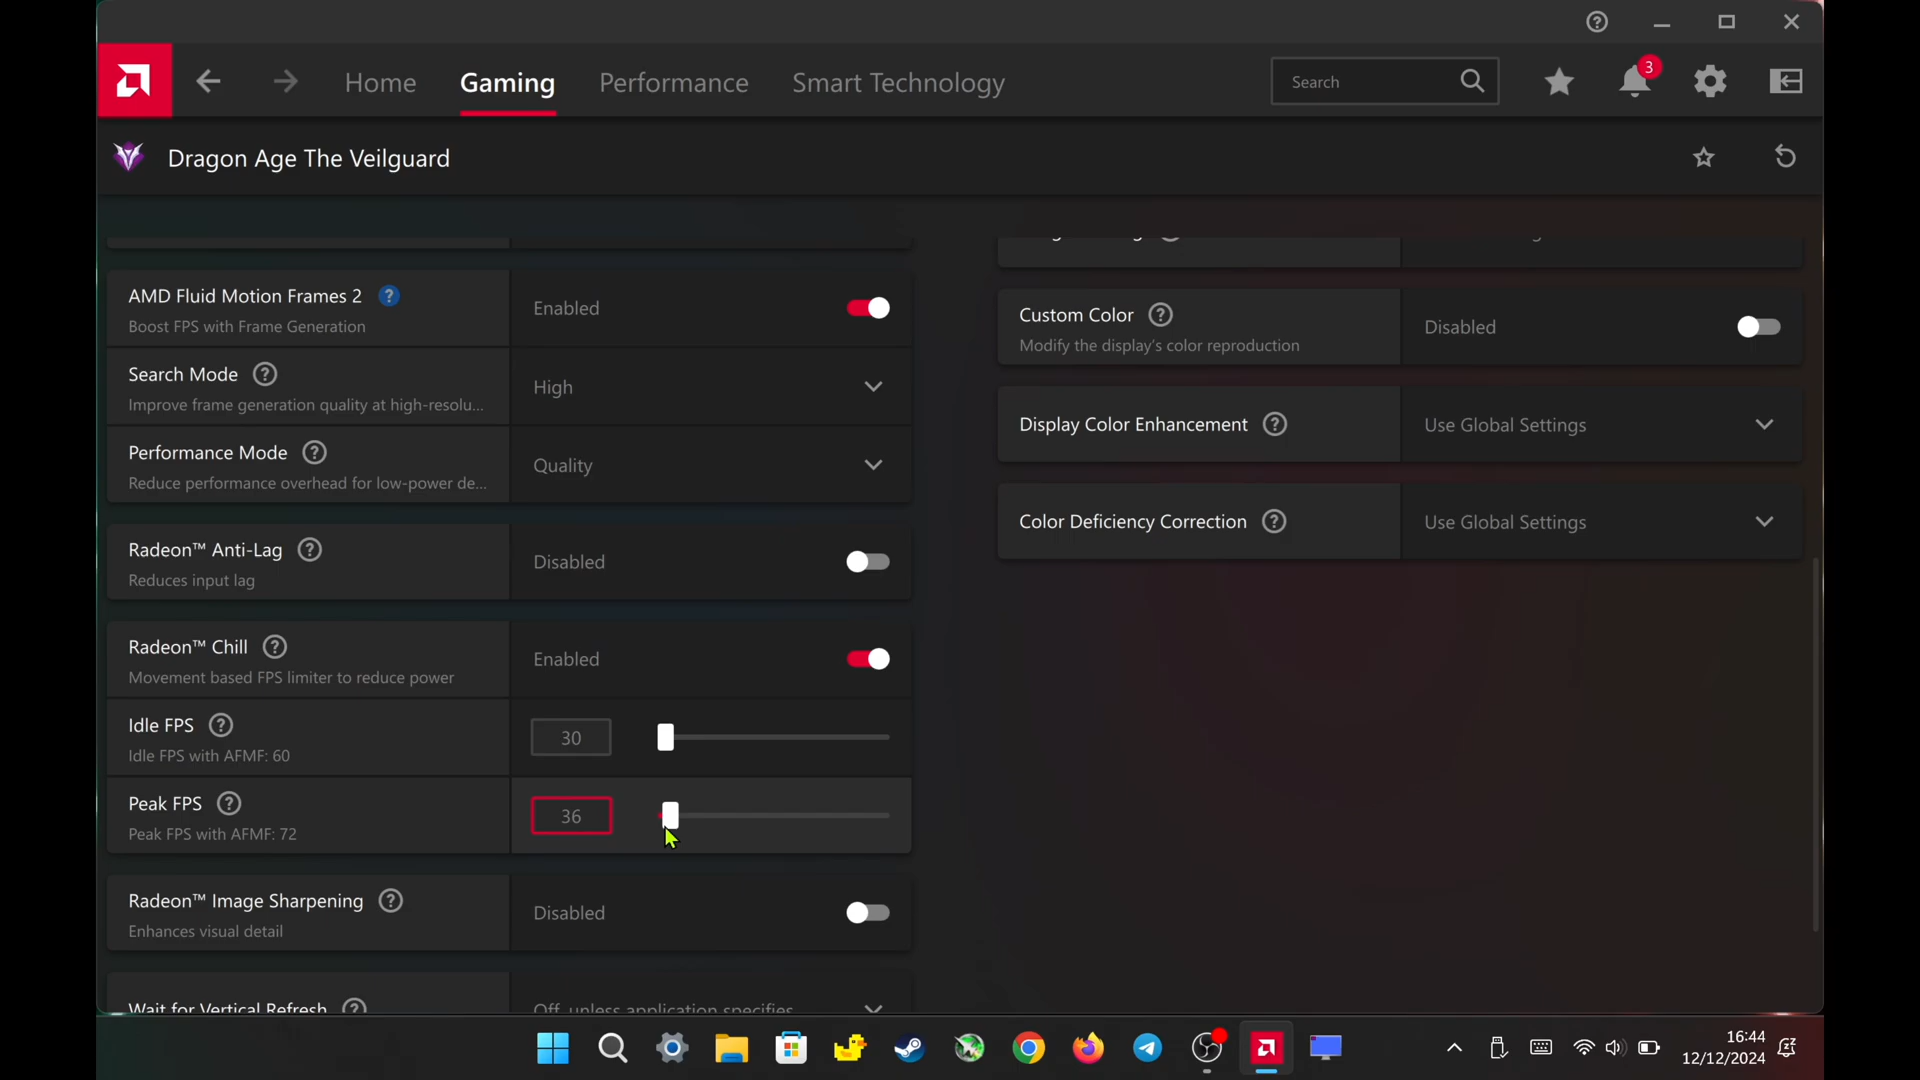 Home
Gaming
Performance
Smart Technology
Search
3
Dragon Age The Veilguard
AMD Fluid Motion Frames 2
Boost FPS with Frame Generation
Enabled
Search Mode
Improve frame generation quality at high-resolu...
High
Performance Mode
Reduce performance overhead for low-power de...
Quality
Radeon™ Anti-Lag
Reduces input lag
Disabled
Radeon™ Chill
Movement based FPS limiter to reduce power
Enabled
Idle FPS
Idle FPS with AFMF: 60
30
Peak FPS
Peak FPS with AFMF: 72
36
Radeon™ Image Sharpening
Enhances visual detail
Disabled
Wait for Vertical Refresh
Off, unless application specifies
Custom Color
Modify the display's color reproduction
Disabled
Display Color Enhancement
Use Global Settings
Color Deficiency Correction
Use Global Settings
16:44
12/12/2024